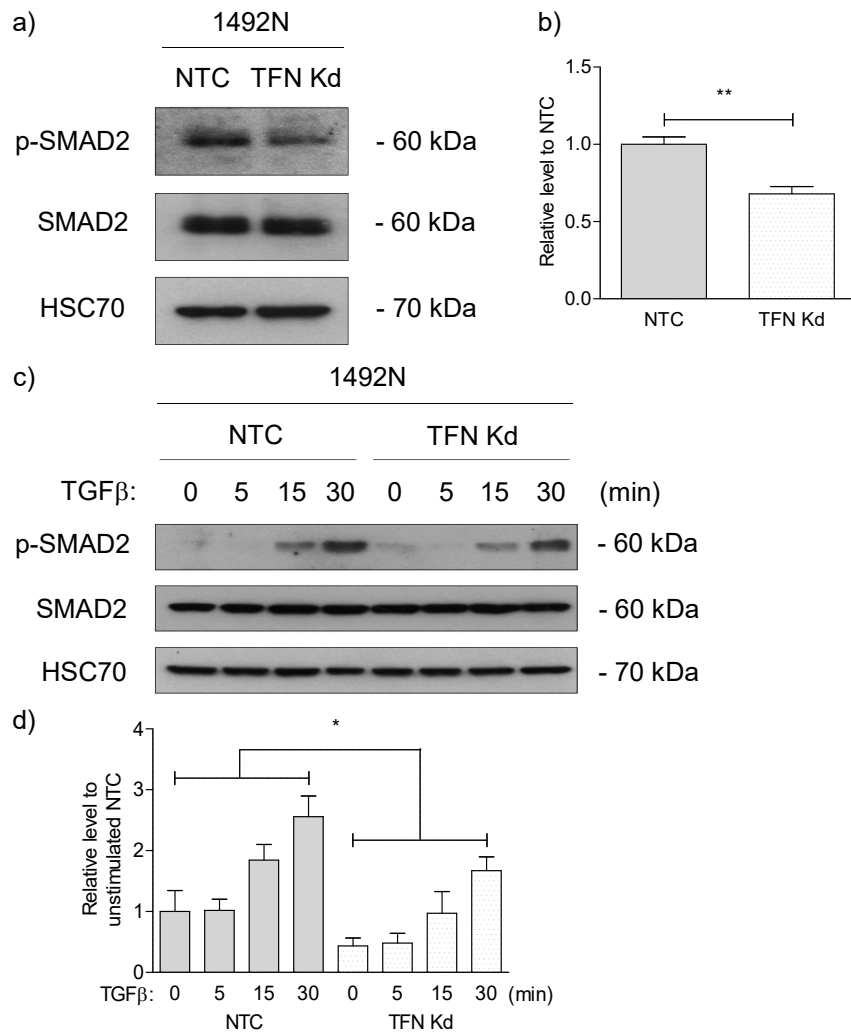 a)
1492N
NTC TFN Kd
p-SMAD2 - 60 kDa
SMAD2 - 60 kDa
HSC70 - 70 kDa
b)
Relative level to NTC
1.5
1.0
0.5
0.0
**
NTC TFN Kd
c)
1492N
NTC TFN Kd
TGFβ: 0 5 15 30 0 5 15 30 (min)
p-SMAD2 - 60 kDa
SMAD2 - 60 kDa
HSC70 - 70 kDa
d)
Relative level to
unstimulated NTC
4
3
2
1
0
*
TGFβ: 0 5 15 30 0 5 15 30 (min)
NTC TFN Kd